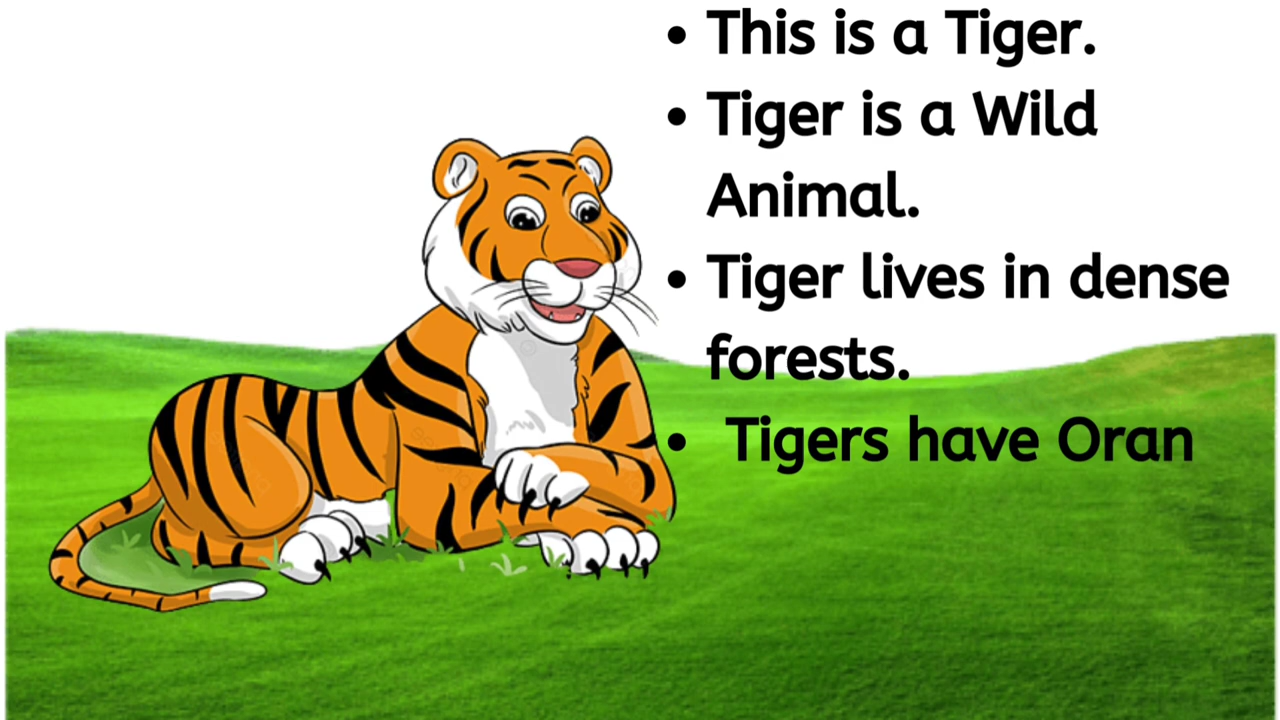 • This is a Tiger.
• Tiger is a Wild
Animal.
• Tiger lives in dense
forests.
• Tigers have Oran